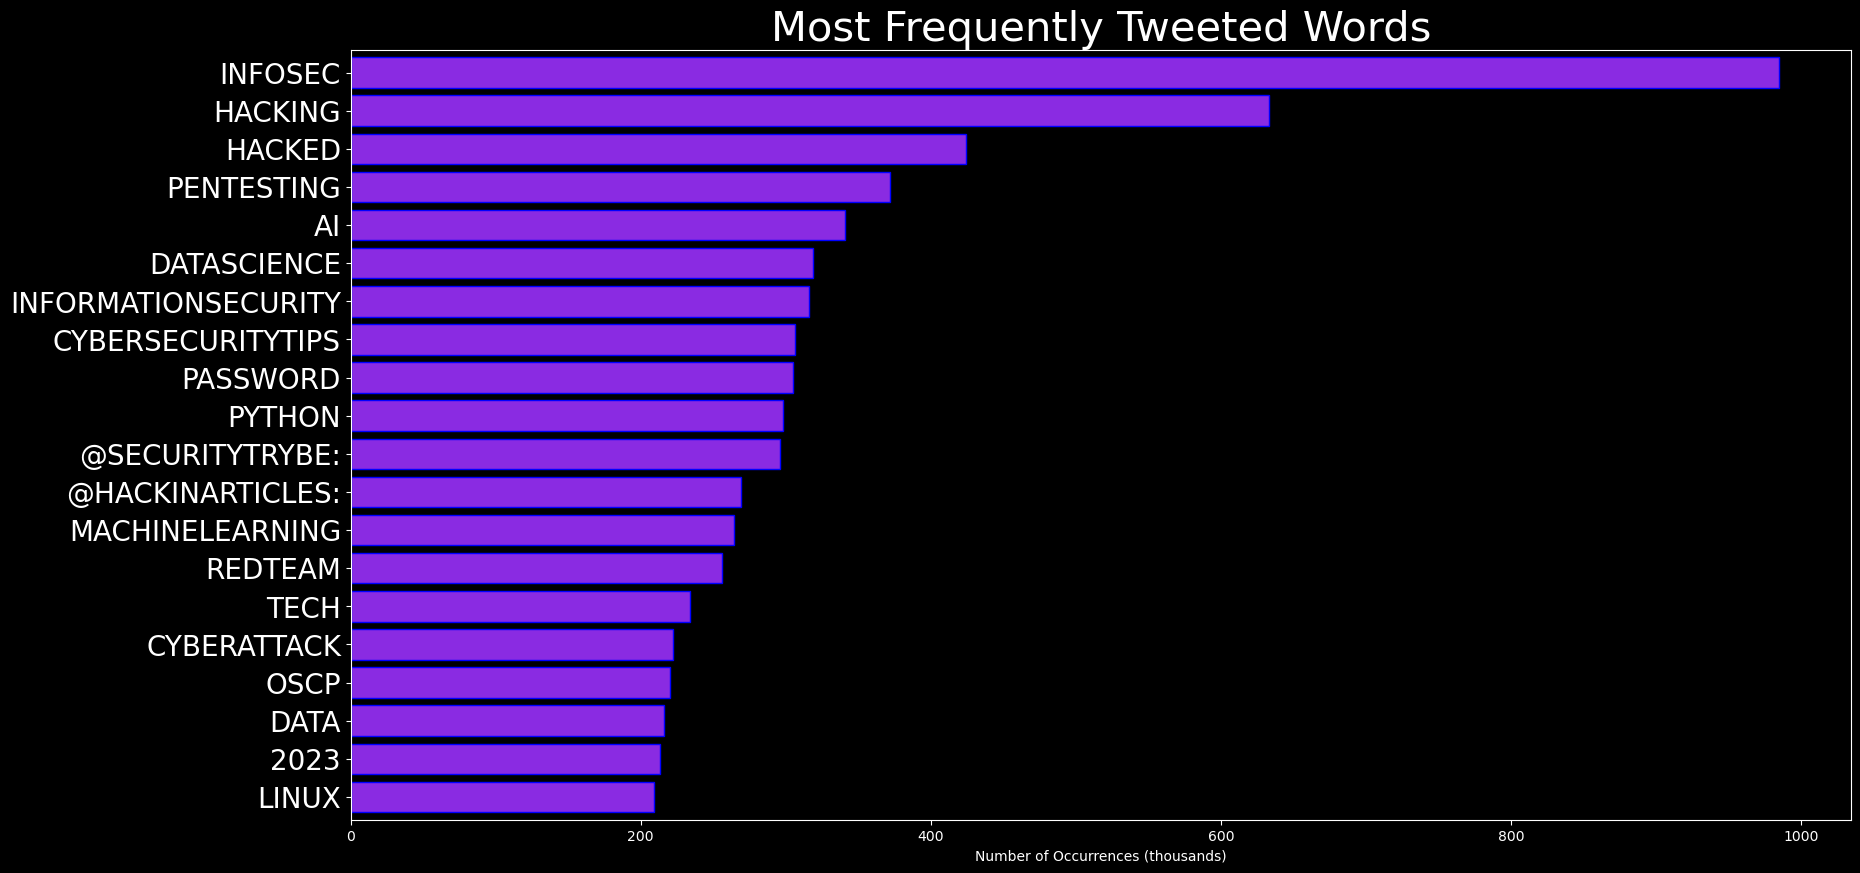 Most Frequently Tweeted Words
INFOSEC
HACKING
HACKED
PENTESTING
AI
DATASCIENCE
INFORMATIONSECURITY
CYBERSECURITYTIPS
PASSWORD
PYTHON
@SECURITYTRYBE:
@HACKINARTICLES:
MACHINELEARNING
REDTEAM
TECH
CYBERATTACK
OSCP
DATA
2023
LINUX
0 200 400 600 800 1000
Number of Occurrences (thousands)